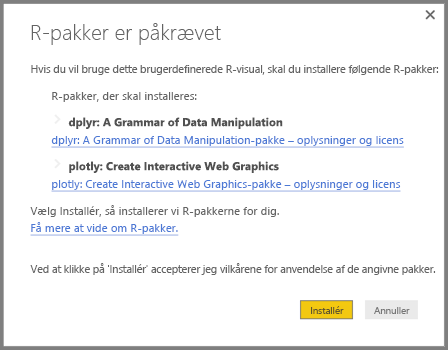 R-pakker er påkrævet
Hvis du vil bruge dette brugerdefinerede R-visual, skal du installere følgende R-pakker:
R-pakker, der skal installeres:
dplyr: A Grammar of Data Manipulation
dplyr: A Grammar of Data Manipulation-pakke – oplysninger og licens
plotly: Create Interactive Web Graphics
plotly: Create Interactive Web Graphics-pakke – oplysninger og licens
Vælg Installér, så installerer vi R-pakkerne for dig.
Få mere at vide om R-pakker.
Ved at klikke på 'Installér' accepterer jeg vilkårene for anvendelse af de angivne pakker.
Installér Annuller